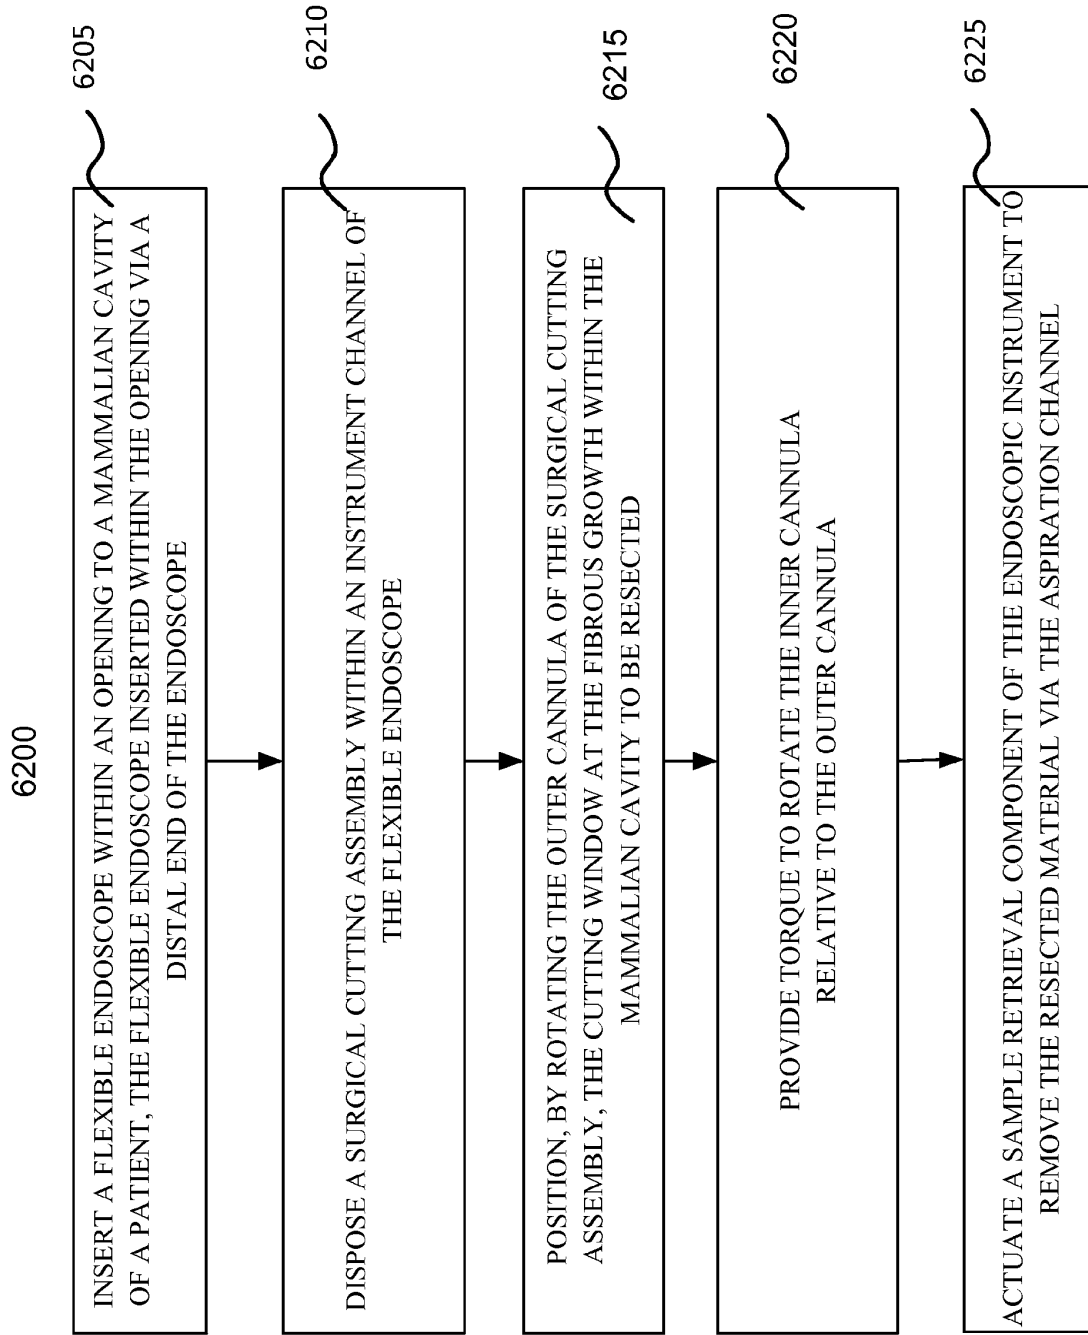 6200
6205
INSERT A FLEXIBLE ENDOSCOPE WITHIN AN OPENING TO A MAMMALIAN CAVITY
OF A PATIENT, THE FLEXIBLE ENDOSCOPE INSERTED WITHIN THE OPENING VIA A
DISTAL END OF THE ENDOSCOPE
6210
DISPOSE A SURGICAL CUTTING ASSEMBLY WITHIN AN INSTRUMENT CHANNEL OF
THE FLEXIBLE ENDOSCOPE
6215
POSITION, BY ROTATING THE OUTER CANNULA OF THE SURGICAL CUTTING
ASSEMBLY, THE CUTTING WINDOW AT THE FIBROUS GROWTH WITHIN THE
MAMMALIAN CAVITY TO BE RESECTED
6220
PROVIDE TORQUE TO ROTATE THE INNER CANNULA
RELATIVE TO THE OUTER CANNULA
6225
ACTUATE A SAMPLE RETRIEVAL COMPONENT OF THE ENDOSCOPIC INSTRUMENT TO
REMOVE THE RESECTED MATERIAL VIA THE ASPIRATION CHANNEL